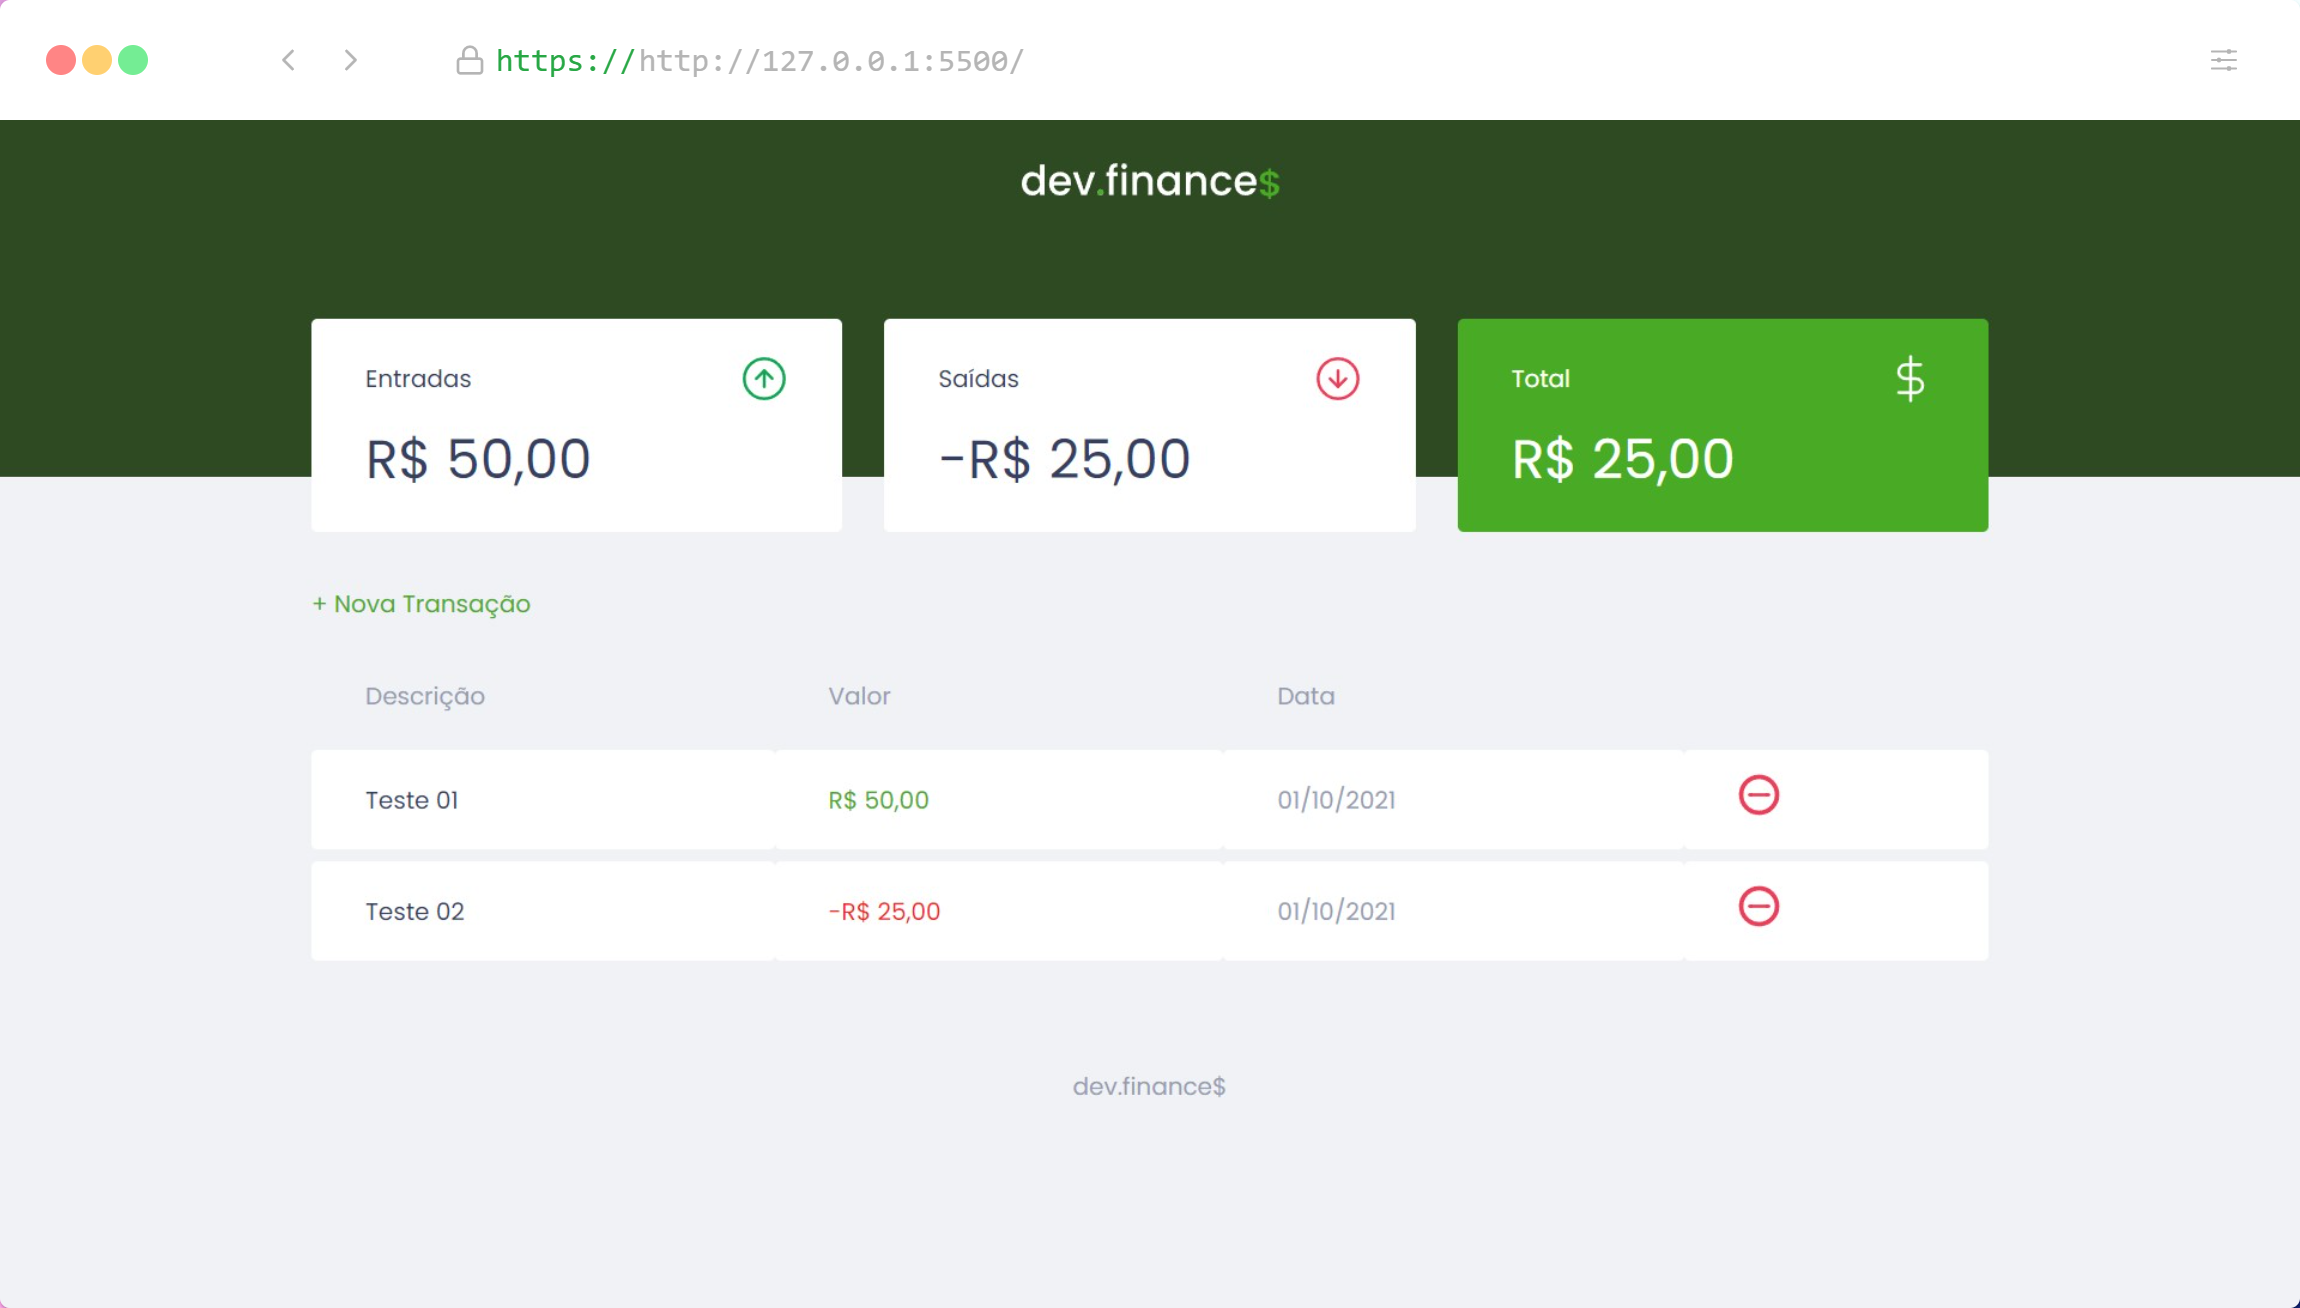 https://http://127.0.0.1:5500/
dev.finance$
Entradas
R$ 50,00
Saídas
-R$ 25,00
Total
$
R$ 25,00
+ Nova Transação
Descrição Valor Data
Teste 01 R$ 50,00 01/10/2021
Teste 02 -R$ 25,00 01/10/2021
dev.finance$